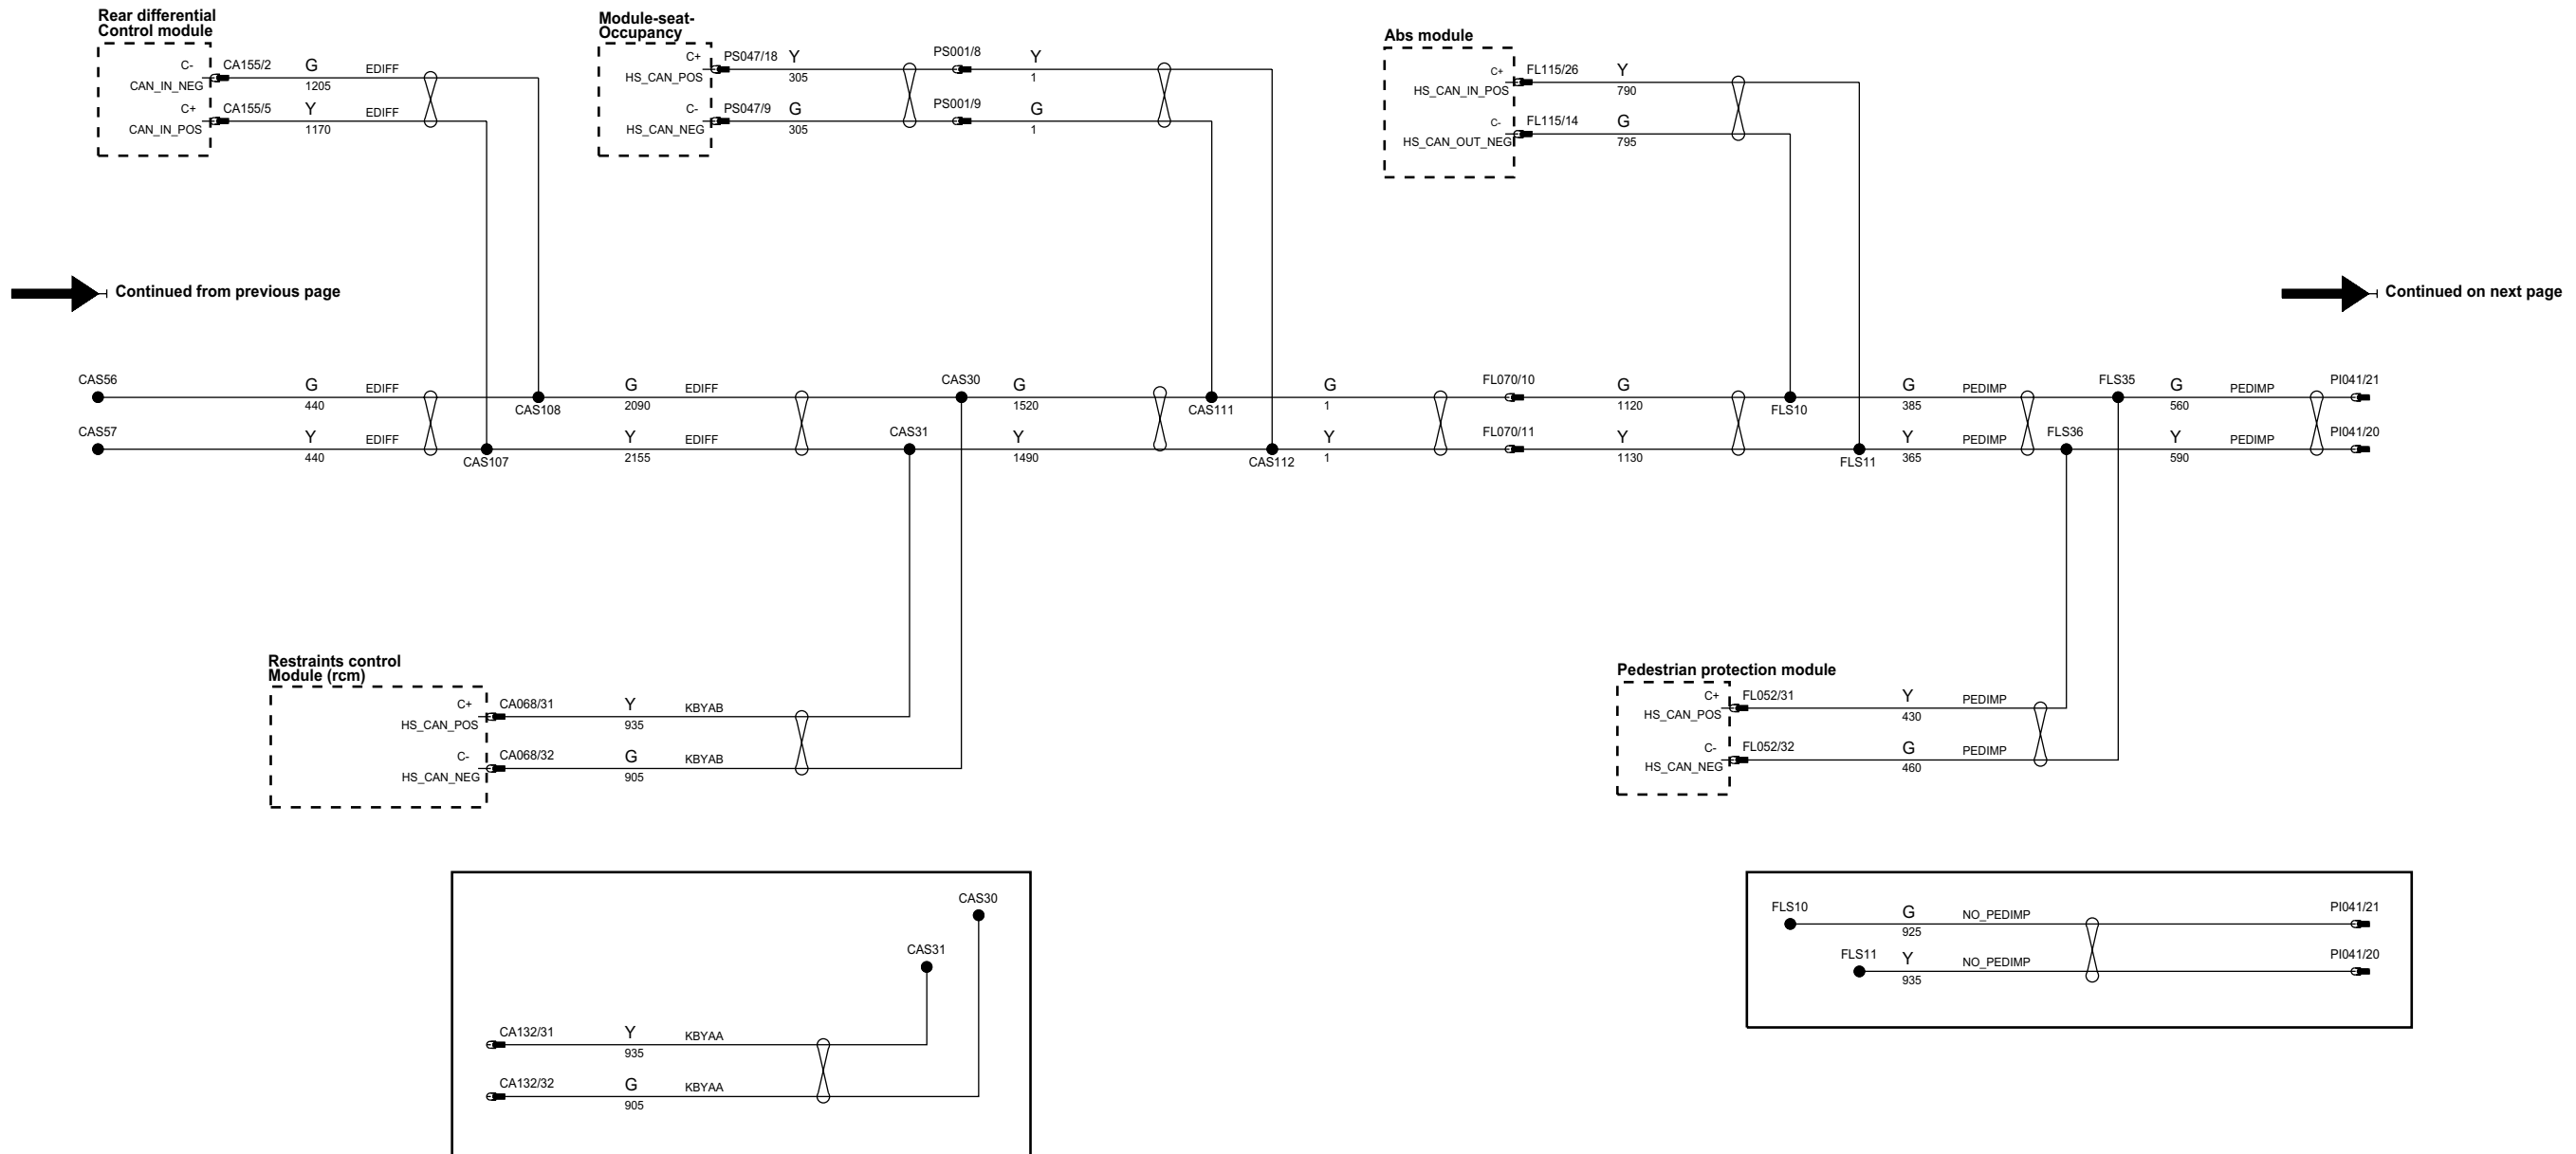 Rear differential
Control module
C-
CAN_IN_NEG
C+
CAN_IN_POS
CA155/2
G
1205
EDIFF
CA155/5
Y
1170
EDIFF
Module-seat-
Occupancy
C+
HS_CAN_POS
C-
HS_CAN_NEG
PS047/18
Y
305
PS001/8
Y
1
PS047/9
G
305
PS001/9
G
1
Abs module
C+
HS_CAN_IN_POS
C-
HS_CAN_OUT_NEG
FL115/26
Y
790
FL115/14
G
795
Continued from previous page
Continued on next page
CAS56
G
440
EDIFF
CAS108
G
2090
EDIFF
CAS30
G
1520
CAS111
G
1
FL070/10
G
1120
FLS10
G
385
PEDIMP
FLS35
G
560
PEDIMP
PI041/21
CAS57
Y
440
EDIFF
CAS107
Y
2155
EDIFF
CAS31
Y
1490
CAS112
Y
1
FL070/11
Y
1130
FLS11
Y
365
PEDIMP
FLS36
Y
590
PEDIMP
PI041/20
Restraints control
Module (rcm)
C+
HS_CAN_POS
C-
HS_CAN_NEG
CA068/31
Y
935
KBYAB
CA068/32
G
905
KBYAB
Pedestrian protection module
C+
HS_CAN_POS
C-
HS_CAN_NEG
FL052/31
Y
430
PEDIMP
FL052/32
G
460
PEDIMP
CAS30
CAS31
CA132/31
Y
935
KBYAA
CA132/32
G
905
KBYAA
FLS10
G
925
NO_PEDIMP
PI041/21
FLS11
Y
935
NO_PEDIMP
PI041/20